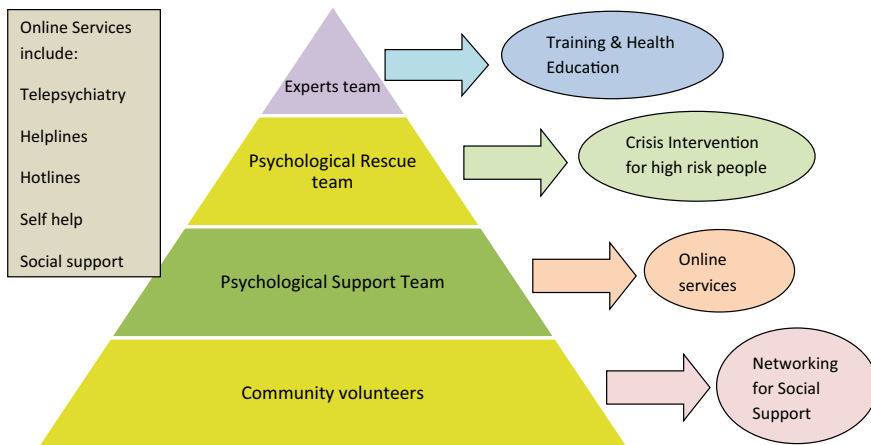 Online Services
include:
Telepsychiatry
Helplines
Hotlines
Self help
Social support
Experts team
Training & Health
Education
Psychological Rescue
team
Crisis Intervention
for high risk people
Psychological Support Team
Online
services
Community volunteers
Networking
for Social
Support